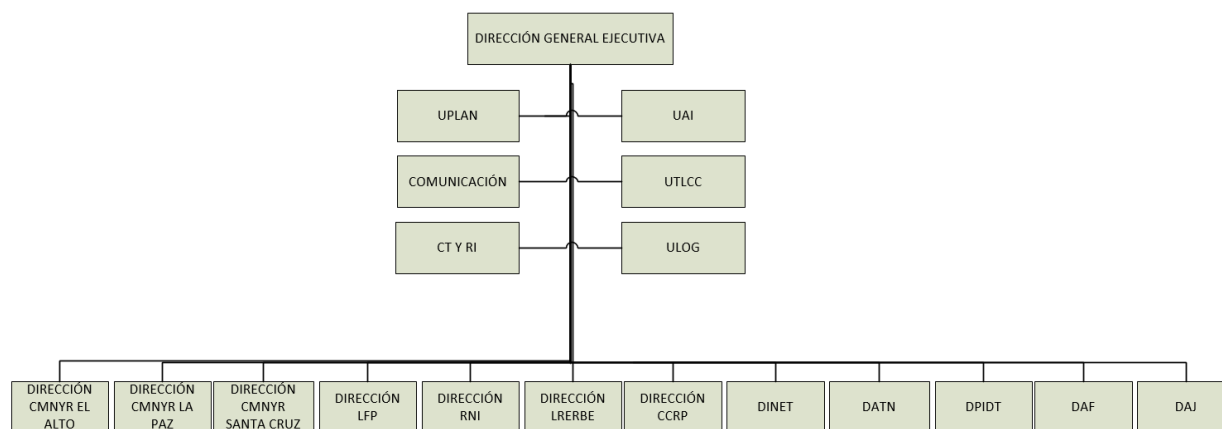 DIRECCIÓN GENERAL EJECUTIVA
UPLAN
UAI
COMUNICACIÓN
UTLCC
CT Y RI
ULOG
DIRECCIÓN
CMNYR EL
ALTO
DIRECCIÓN
CMNYR LA
PAZ
DIRECCIÓN
CMNYR
SANTA CRUZ
DIRECCIÓN
LFP
DIRECCIÓN
RNI
DIRECCIÓN
LRERBE
DIRECCIÓN
CCRP
DINET
DATN
DPIDT
DAF
DAJ